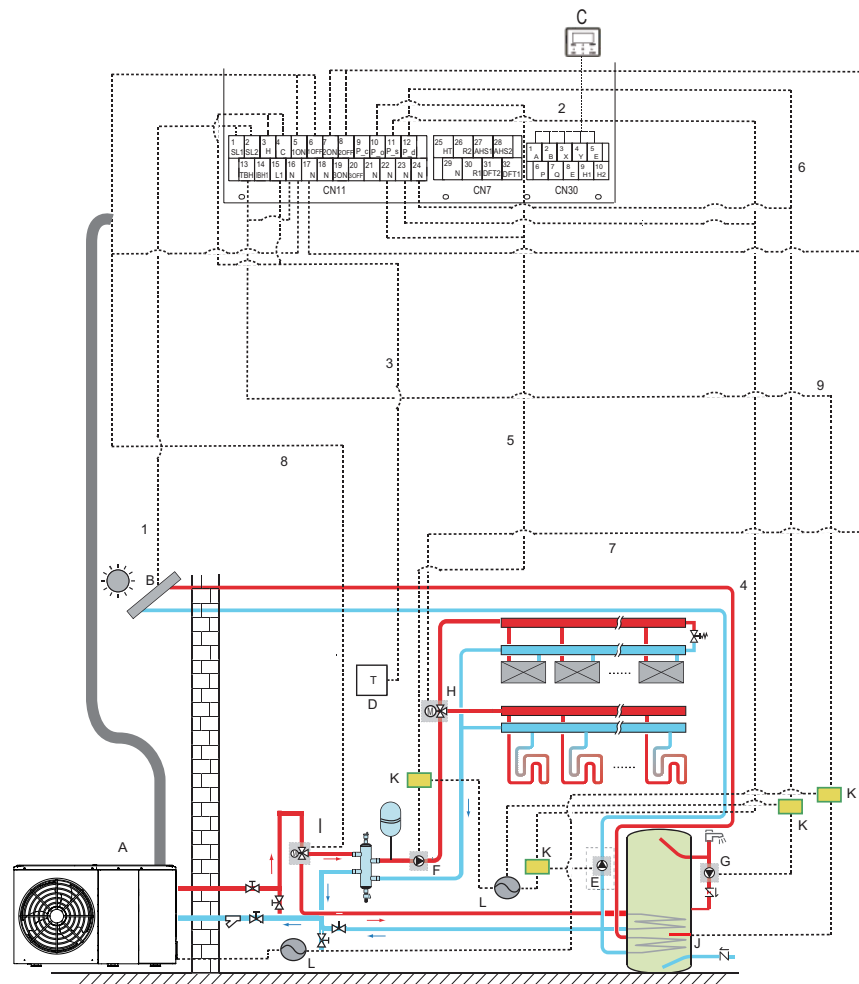 C
2
1 2 3 4 5 6 7 8 9 10 11 12
SL1 SL2 H C 1ON 1OFF 2ON 2OFF P_c P_o P_s P_d
13 14 15 16 17 18 19 20 21 22 23 24
TBH IBH1 L1 N N N 3ON 3OFF N N N N
CN11
25 26 27 28
HT R2 AHS1 AHS2
29 30 31 32
N R1 DFT2 DFT1
CN7
1 2 3 4 5
A B X Y E
6 7 8 9 10
P Q E H1 H2
CN30
6
3
9
5
8
1
7
B
4
T
D
H
M
K
K
K
I
M
A
F
K
E
G
L
J
L